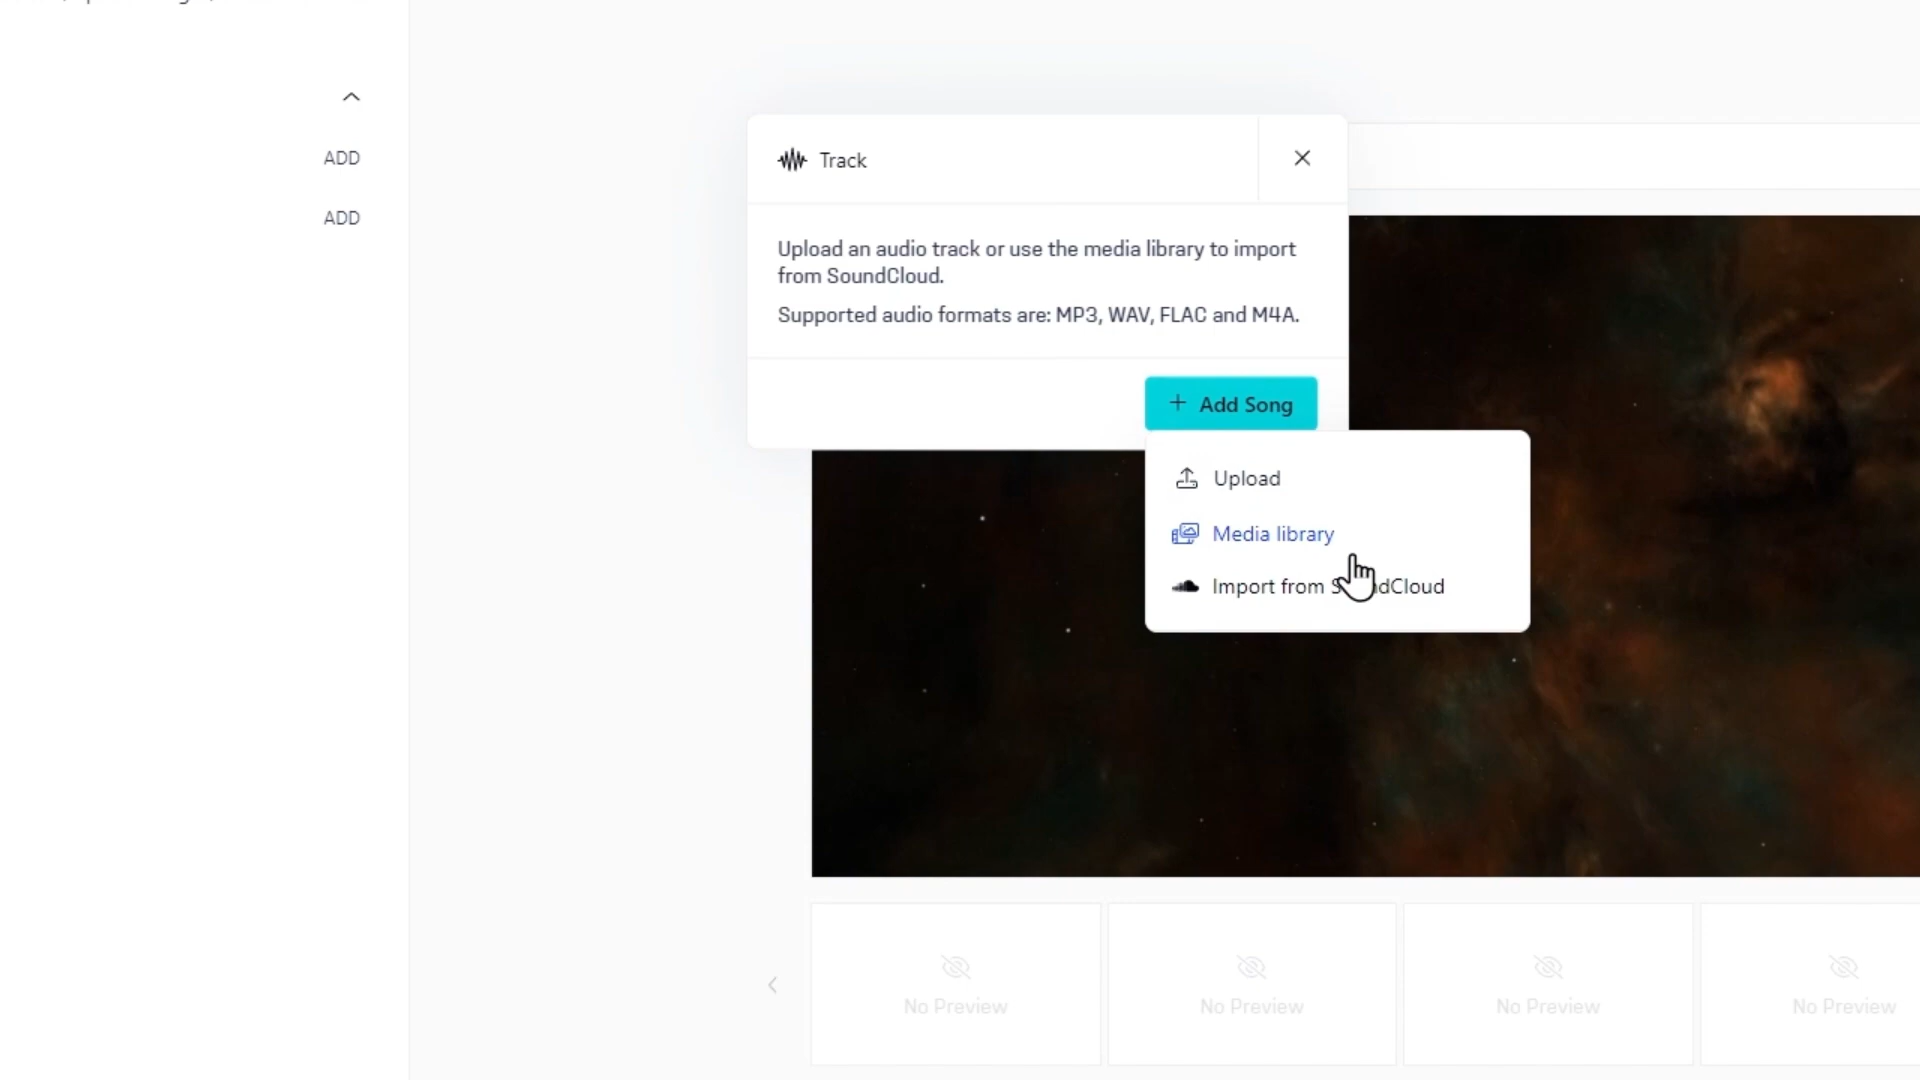 ADD
ADD
Track
Upload an audio track or use the media library to import
from SoundCloud.
Supported audio formats are: MP3, WAV, FLAC and M4A.
+ Add Song
Upload
Media library
Import from
No Preview
No Preview
No Preview
No Preview